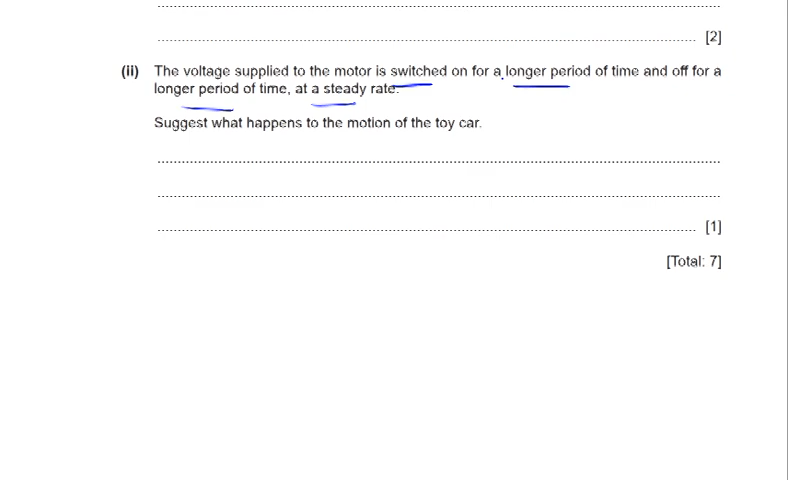 [2]
(ii) The voltage supplied to the motor is switched on for a longer period of time and off for a
longer period of time, at a steady rate.
Suggest what happens to the motion of the toy car.
[1]
[Total: 7]